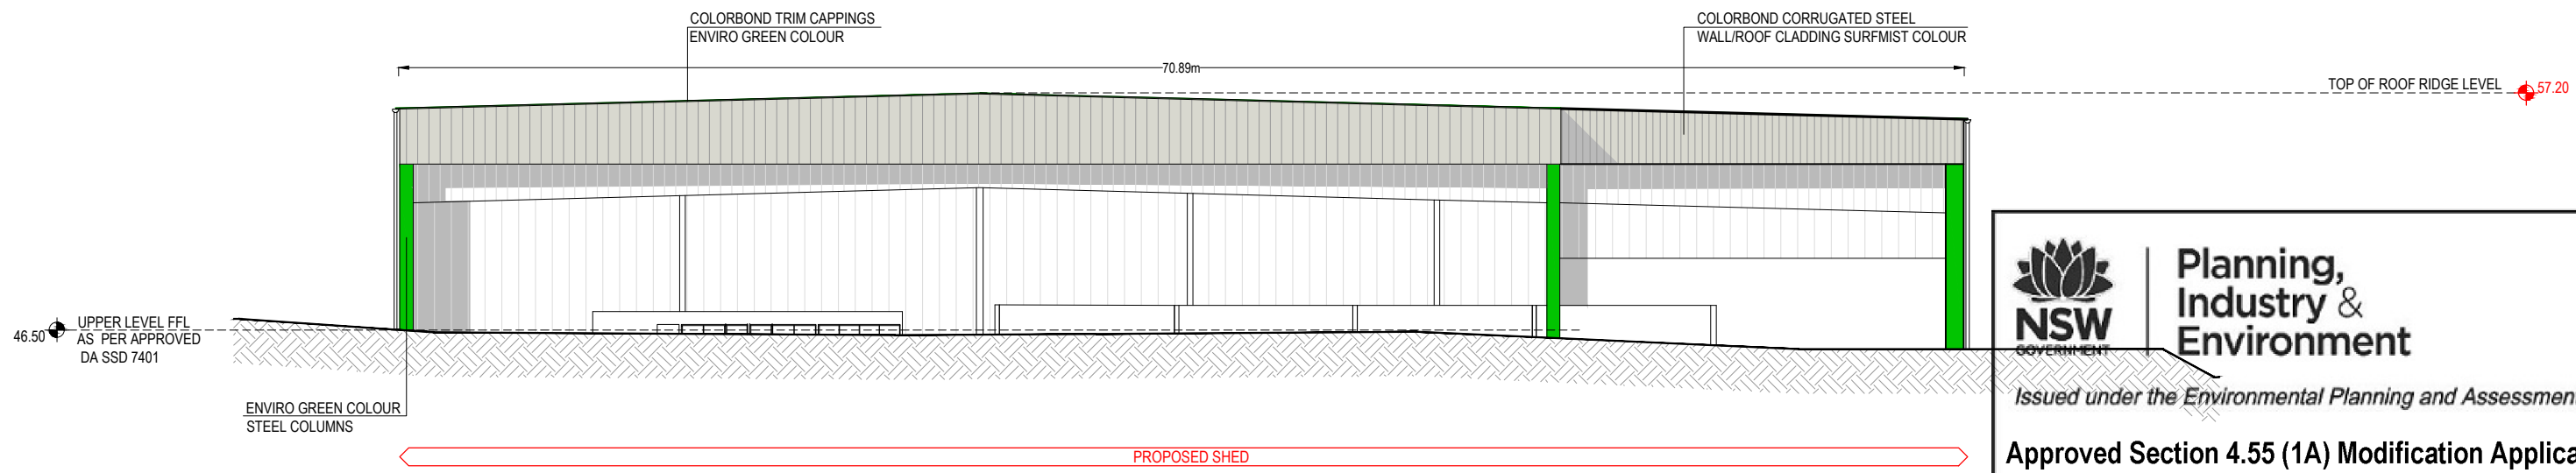 COLORBOND TRIM CAPPINGS
ENVIRO GREEN COLOUR
COLORBOND CORRUGATED STEEL
WALL/ROOF CLADDING SURFMIST COLOUR
70.89m
TOP OF ROOF RIDGE LEVEL 57.20
46.50 UPPER LEVEL FFL
AS PER APPROVED
DA SSD 7401
ENVIRO GREEN COLOUR
STEEL COLUMNS
PROPOSED SHED
NSW
GOVERNMENT
Planning,
Industry &
Environment
Issued under the Environmental Planning and Assessmen
Approved Section 4.55 (1A) Modification Applica